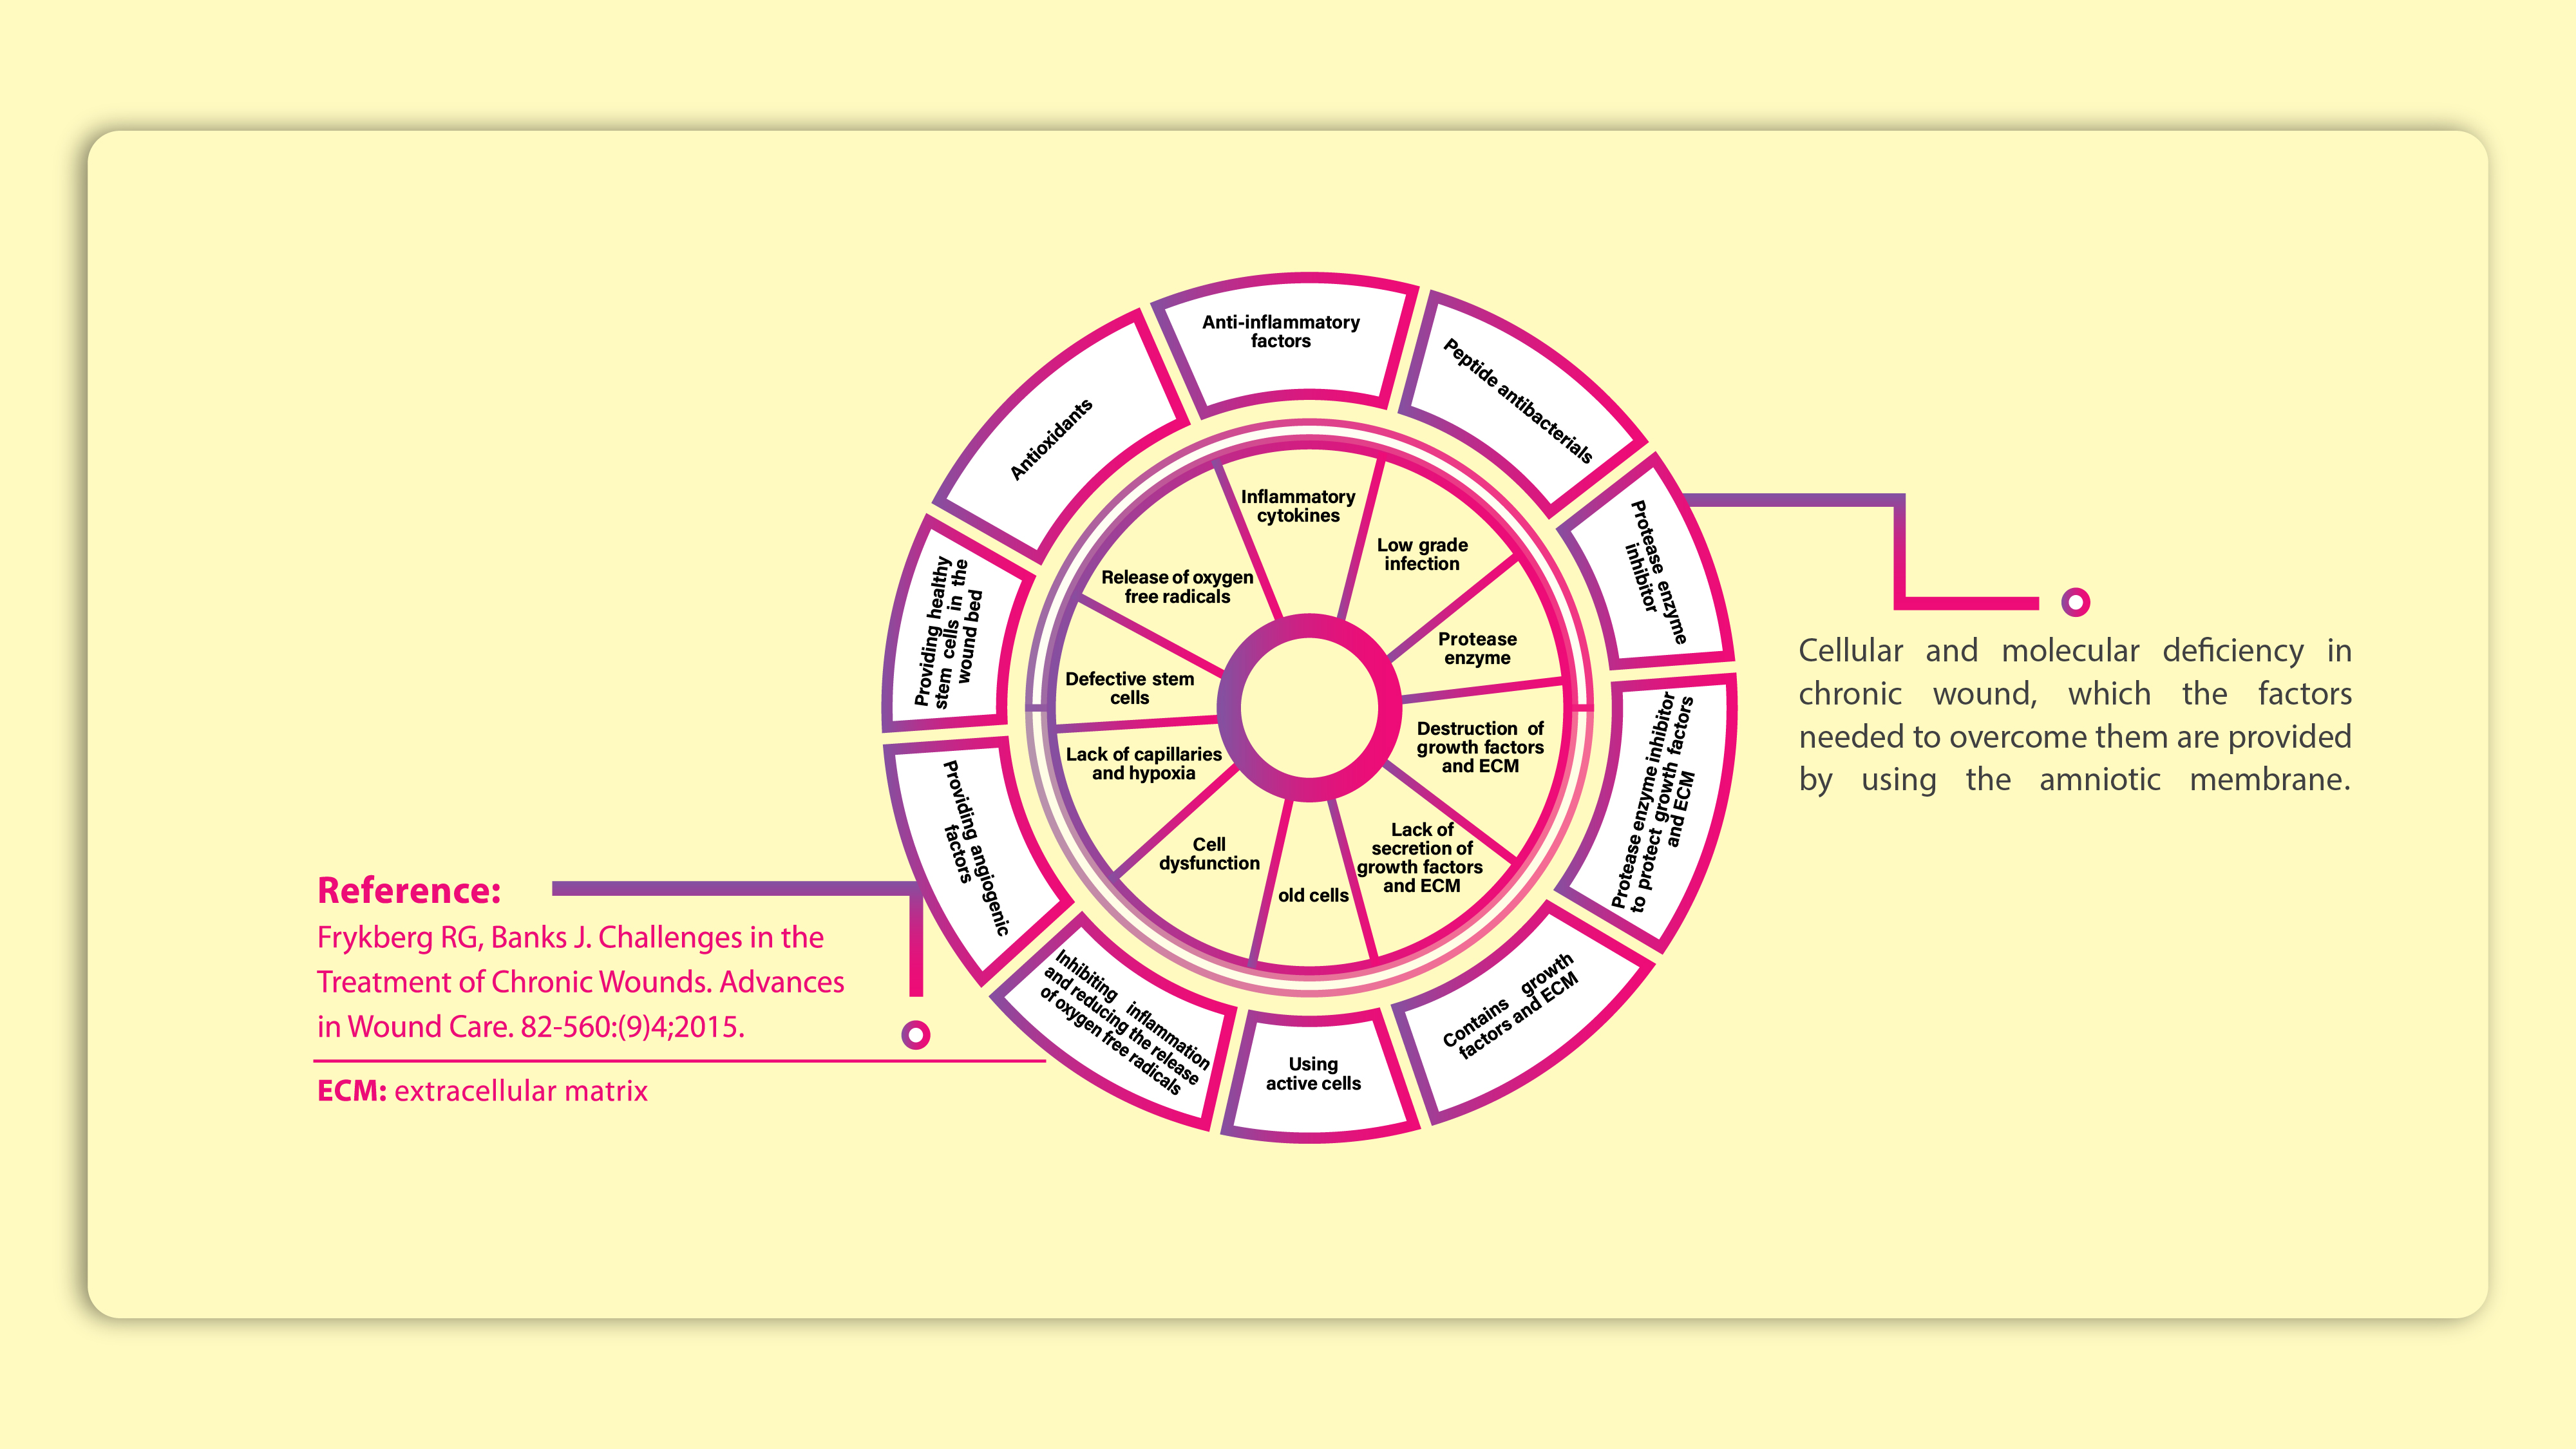 Anti-inflammatory
factors
Peptide antibacterials
Protease enzyme
inhibitor
Protease enzyme inhibitor
to protect growth factors
and ECM
Contains growth
factors and ECM
Using
active cells
Inhibiting inflammation
and reducing the release
of oxygen free radicals
Providing angiogenic
factors
Providing healthy
stem cells in the
wound bed
Antioxidants
Inflammatory
cytokines
Low grade
infection
Protease
enzyme
Destruction of
growth factors
and ECM
Lack of
secretion of
growth factors
and ECM
old cells
Cell
dysfunction
Lack of capillaries
and hypoxia
Defective stem
cells
Release of oxygen
free radicals
Cellular and molecular deficiency in
chronic wound, which the factors
needed to overcome them are provided
by using the amniotic membrane.
Reference:
Frykberg RG, Banks J. Challenges in the
Treatment of Chronic Wounds. Advances
in Wound Care. 82-560:(9)4;2015.
ECM: extracellular matrix